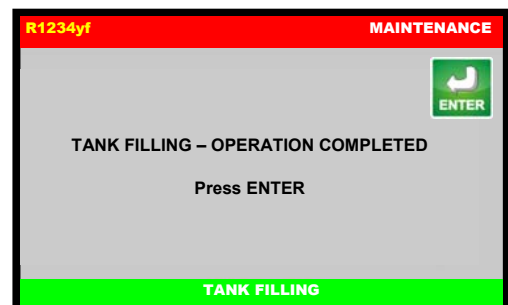 R1234yf MAINTENANCE
ENTER
TANK FILLING – OPERATION COMPLETED
Press ENTER
TANK FILLING